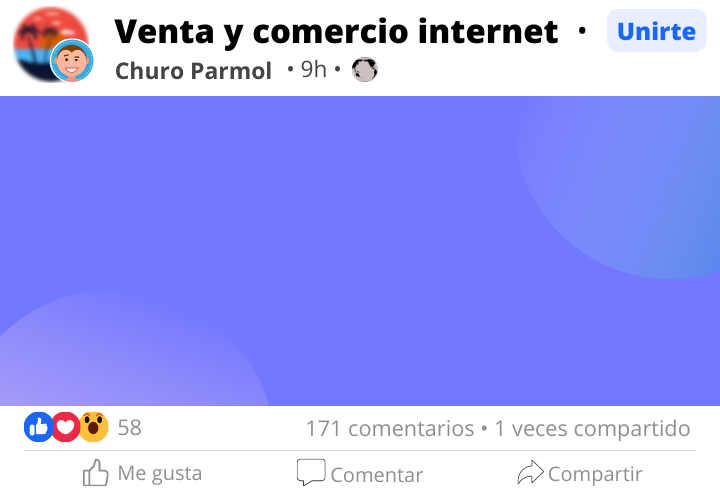 Venta y comercio internet • Unirte
Churo Parmol • 9h •
58 171 comentarios • 1 veces compartido
Me gusta Comentar Compartir